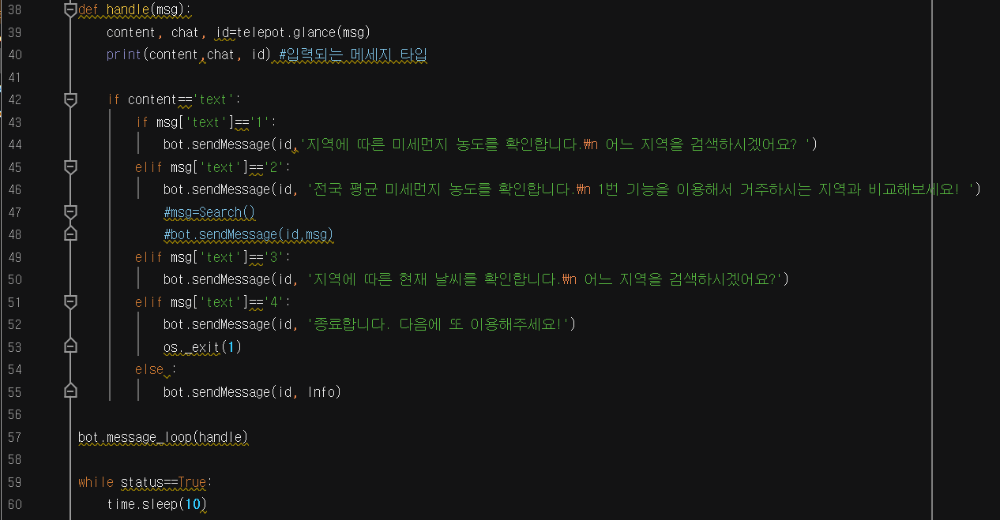 38 def handle(msg):
39 content, chat, id=telepot.glance(msg)
40 print(content,chat, id) #입력되는 메세지 타입
41
42 if content=='text':
43 if msg['text']=='1':
44 bot.sendMessage(id,'지역에 따른 미세먼지 농도를 확인합니다.₩n 어느 지역을 검색하시겠어요? ')
45 elif msg['text']=='2':
46 bot.sendMessage(id, '전국 평균 미세먼지 농도를 확인합니다.₩n 1번 기능을 이용해서 거주하시는 지역과 비교해보세요! ')
47 #msg=Search()
48 #bot.sendMessage(id,msg)
49 elif msg['text']=='3':
50 bot.sendMessage(id, '지역에 따른 현재 날씨를 확인합니다.₩n 어느 지역을 검색하시겠어요?')
51 elif msg['text']=='4':
52 bot.sendMessage(id, '종료합니다. 다음에 또 이용해주세요!')
53 os._exit(1)
54 else :
55 bot.sendMessage(id, Info)
56
57 bot.message_loop(handle)
58
59 while status==True:
60 time.sleep(10)